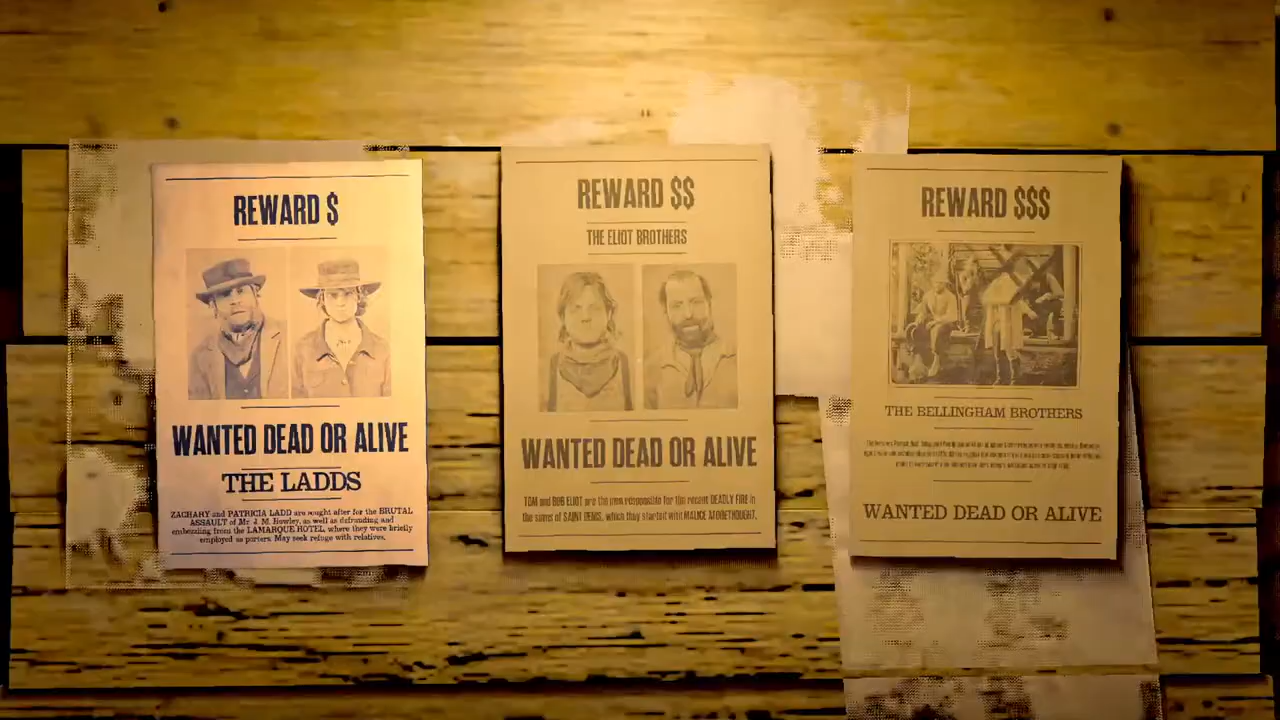 REWARD $
WANTED DEAD OR ALIVE
THE LADDS
ZACHARY and PATRICIA LADD are sought after for the BRUTAL
ASSAULT of Mr. J. M. Howley, as well as defrauding and
embezzling from the LAMARQUE HOTEL, where they were briefly
employed as porters. May seek refuge with relatives.
REWARD $$
THE ELIOT BROTHERS
WANTED DEAD OR ALIVE
TOM and BOB ELIOT are the men responsible for the recent DEADLY FIRE in
the slums of SAINT DENIS, which they started with MALICE AFORETHOUGHT.
REWARD $$$
THE BELLINGHAM BROTHERS
WANTED DEAD OR ALIVE